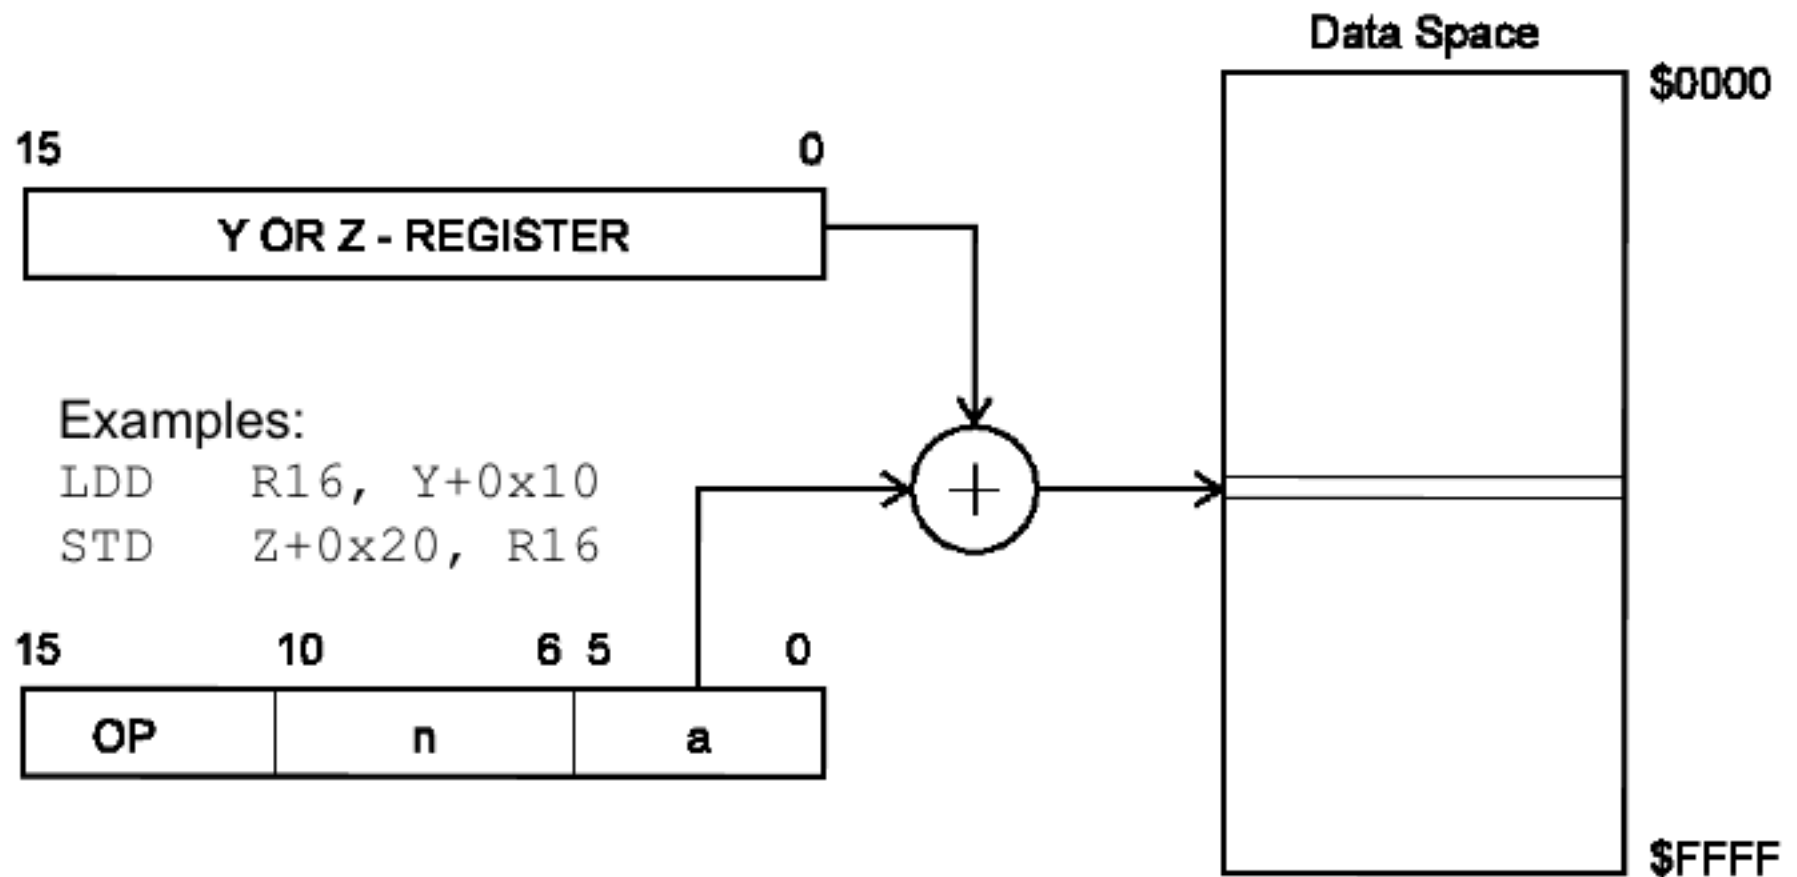 Data Space
$0000
15 0
Y OR Z - REGISTER
Examples:
LDD R16, Y+0x10
STD Z+0x20, R16
+
15 10 6 5 0
OP n a
$FFFF